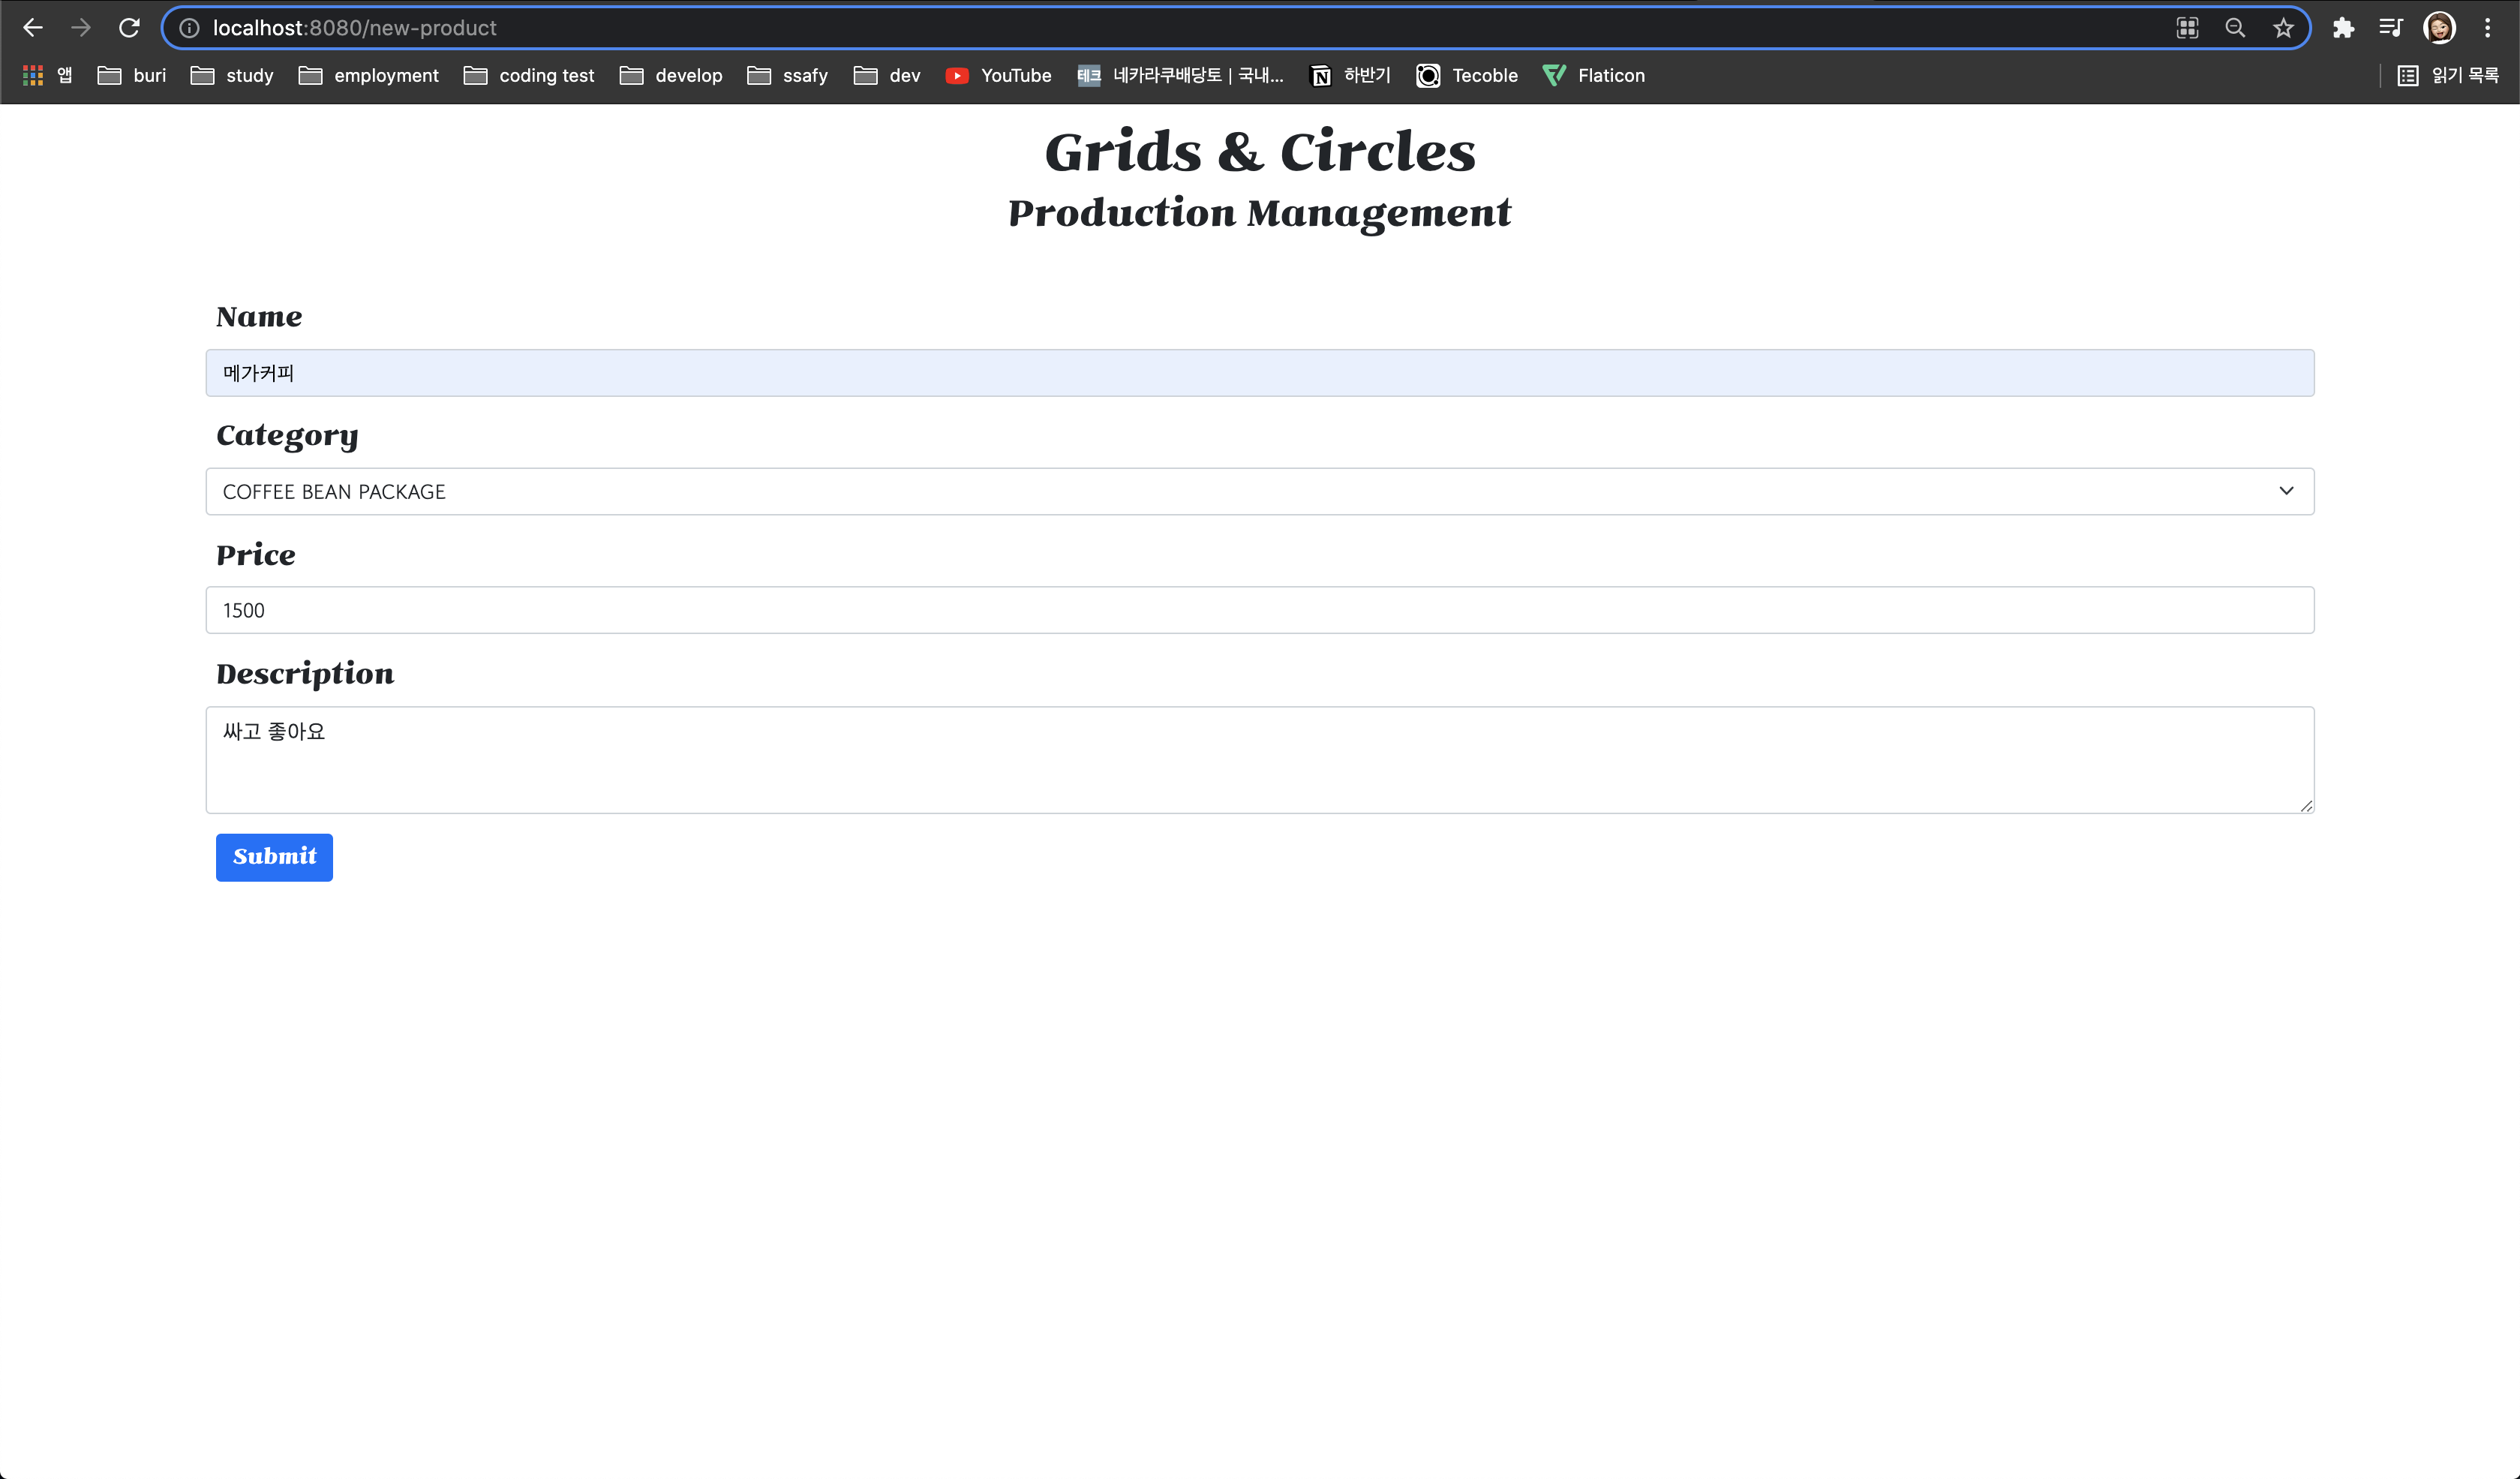 localhost:8080/new-product
앱 buri study employment coding test develop ssafy dev YouTube 테크 네카라쿠배당토 | 국내... 하반기 Tecoble Flaticon 읽기 목록
Grids & Circles
Production Management
Name
메가커피
Category
COFFEE BEAN PACKAGE
Price
1500
Description
싸고 좋아요
Submit